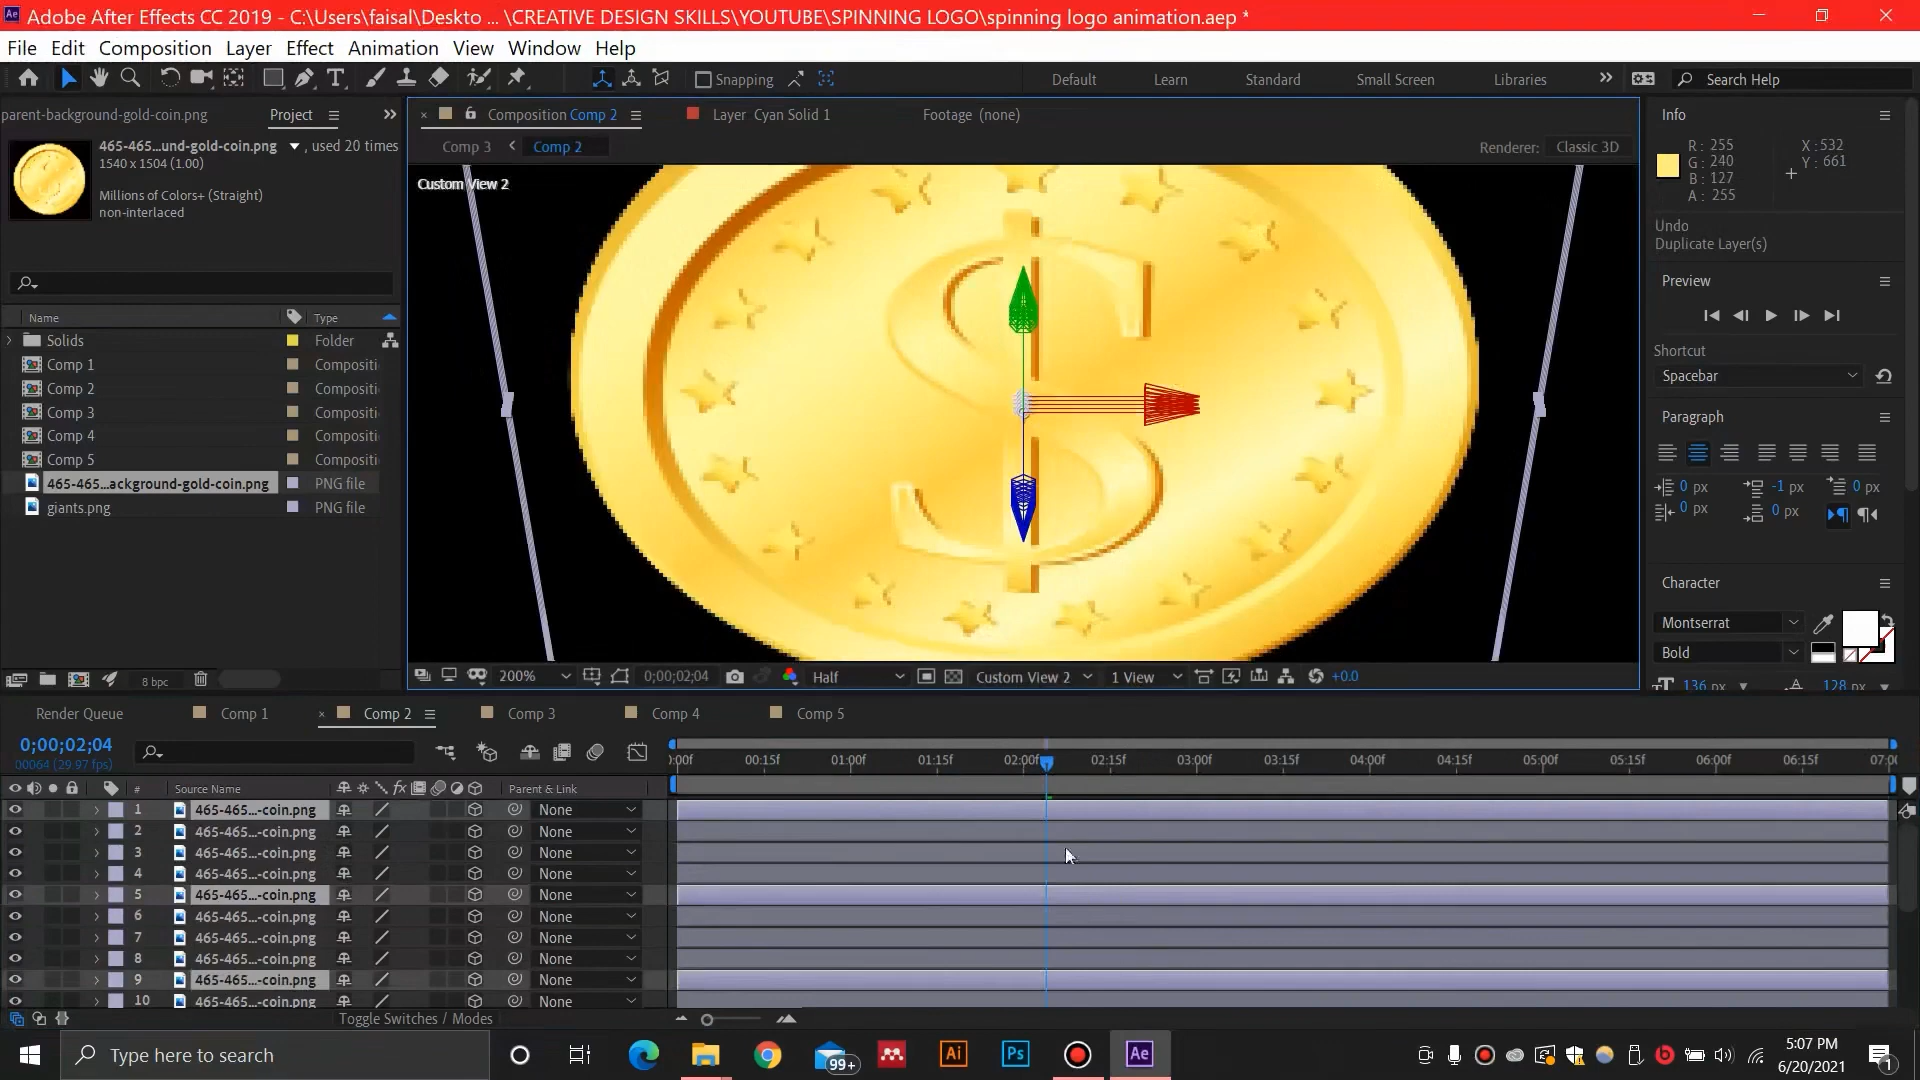 Adobe After Effects CC 2019 - C:\Users\faisal\Deskto ... \CREATIVE DESIGN SKILLS\YOUTUBE\SPINNING LOGO\spinning logo animation.aep *
File Edit Composition Layer Effect Animation View Window Help
Snapping Default Learn Standard Small Screen Libraries Search Help
parent-background-gold-coin.png Project
465-465...und-gold-coin.png , used 20 times
1540 x 1504 (1.00)
Millions of Colors+ (Straight)
non-interlaced
Name Type
Solids Folder
Comp 1 Compositi
Comp 2 Compositi
Comp 3 Compositi
Comp 4 Compositi
Comp 5 Compositi
465-465...ackground-gold-coin.png PNG file
giants.png PNG file
8 bpc
Composition Comp 2 Layer Cyan Solid 1 Footage (none)
Comp 3 Comp 2 Renderer: Classic 3D
Custom View 2
200% 0;00;02;04 Half Custom View 2 1 View +0.0
Info
R: 255 X: 532
G: 240 Y: 661
B: 127
A: 255
Undo
Duplicate Layer(s)
Preview
Shortcut
Spacebar
Paragraph
0 px -1 px 0 px
0 px 0 px
Character
Montserrat
Bold
136 px 128 px
Render Queue Comp 1 Comp 2 Comp 3 Comp 4 Comp 5
0;00;02;04
00064 (29.97 fps)
:00f 00:15f 01:00f 01:15f 02:00f 02:15f 03:00f 03:15f 04:00f 04:15f 05:00f 05:15f 06:00f 06:15f 07:0
# Source Name fx Parent & Link
1 465-465...-coin.png None
2 465-465...-coin.png None
3 465-465...-coin.png None
4 465-465...-coin.png None
5 465-465...-coin.png None
6 465-465...-coin.png None
7 465-465...-coin.png None
8 465-465...-coin.png None
9 465-465...-coin.png None
10 465-465...-coin.png None
Toggle Switches / Modes
Type here to search
99+
Ai
Ps
Ae
5:07 PM
6/20/2021
1